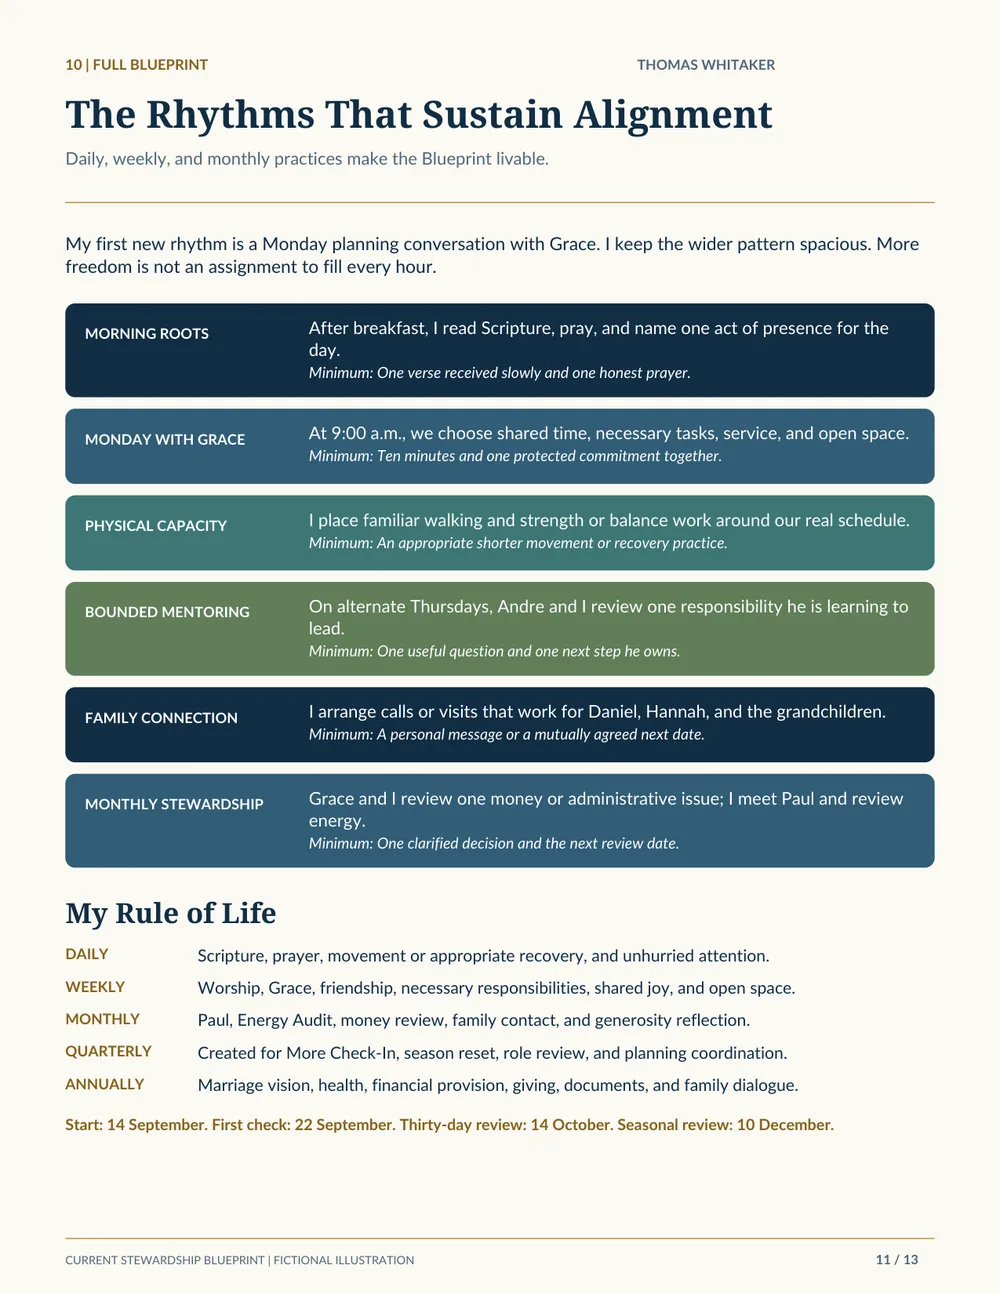 10 | FULL BLUEPRINT
THOMAS WHITAKER
The Rhythms That Sustain Alignment
Daily, weekly, and monthly practices make the Blueprint livable.
My first new rhythm is a Monday planning conversation with Grace. I keep the wider pattern spacious. More
freedom is not an assignment to fill every hour.
MORNING ROOTS
After breakfast, I read Scripture, pray, and name one act of presence for the
day.
Minimum: One verse received slowly and one honest prayer.
MONDAY WITH GRACE
At 9:00 a.m., we choose shared time, necessary tasks, service, and open space.
Minimum: Ten minutes and one protected commitment together.
PHYSICAL CAPACITY
I place familiar walking and strength or balance work around our real schedule.
Minimum: An appropriate shorter movement or recovery practice.
BOUNDED MENTORING
On alternate Thursdays, Andre and I review one responsibility he is learning to
lead.
Minimum: One useful question and one next step he owns.
FAMILY CONNECTION
I arrange calls or visits that work for Daniel, Hannah, and the grandchildren.
Minimum: A personal message or a mutually agreed next date.
MONTHLY STEWARDSHIP
Grace and I review one money or administrative issue; I meet Paul and review
energy.
Minimum: One clarified decision and the next review date.
My Rule of Life
DAILY Scripture, prayer, movement or appropriate recovery, and unhurried attention.
WEEKLY Worship, Grace, friendship, necessary responsibilities, shared joy, and open space.
MONTHLY Paul, Energy Audit, money review, family contact, and generosity reflection.
QUARTERLY Created for More Check-In, season reset, role review, and planning coordination.
ANNUALLY Marriage vision, health, financial provision, giving, documents, and family dialogue.
Start: 14 September. First check: 22 September. Thirty-day review: 14 October. Seasonal review: 10 December.
CURRENT STEWARDSHIP BLUEPRINT | FICTIONAL ILLUSTRATION
11 / 13